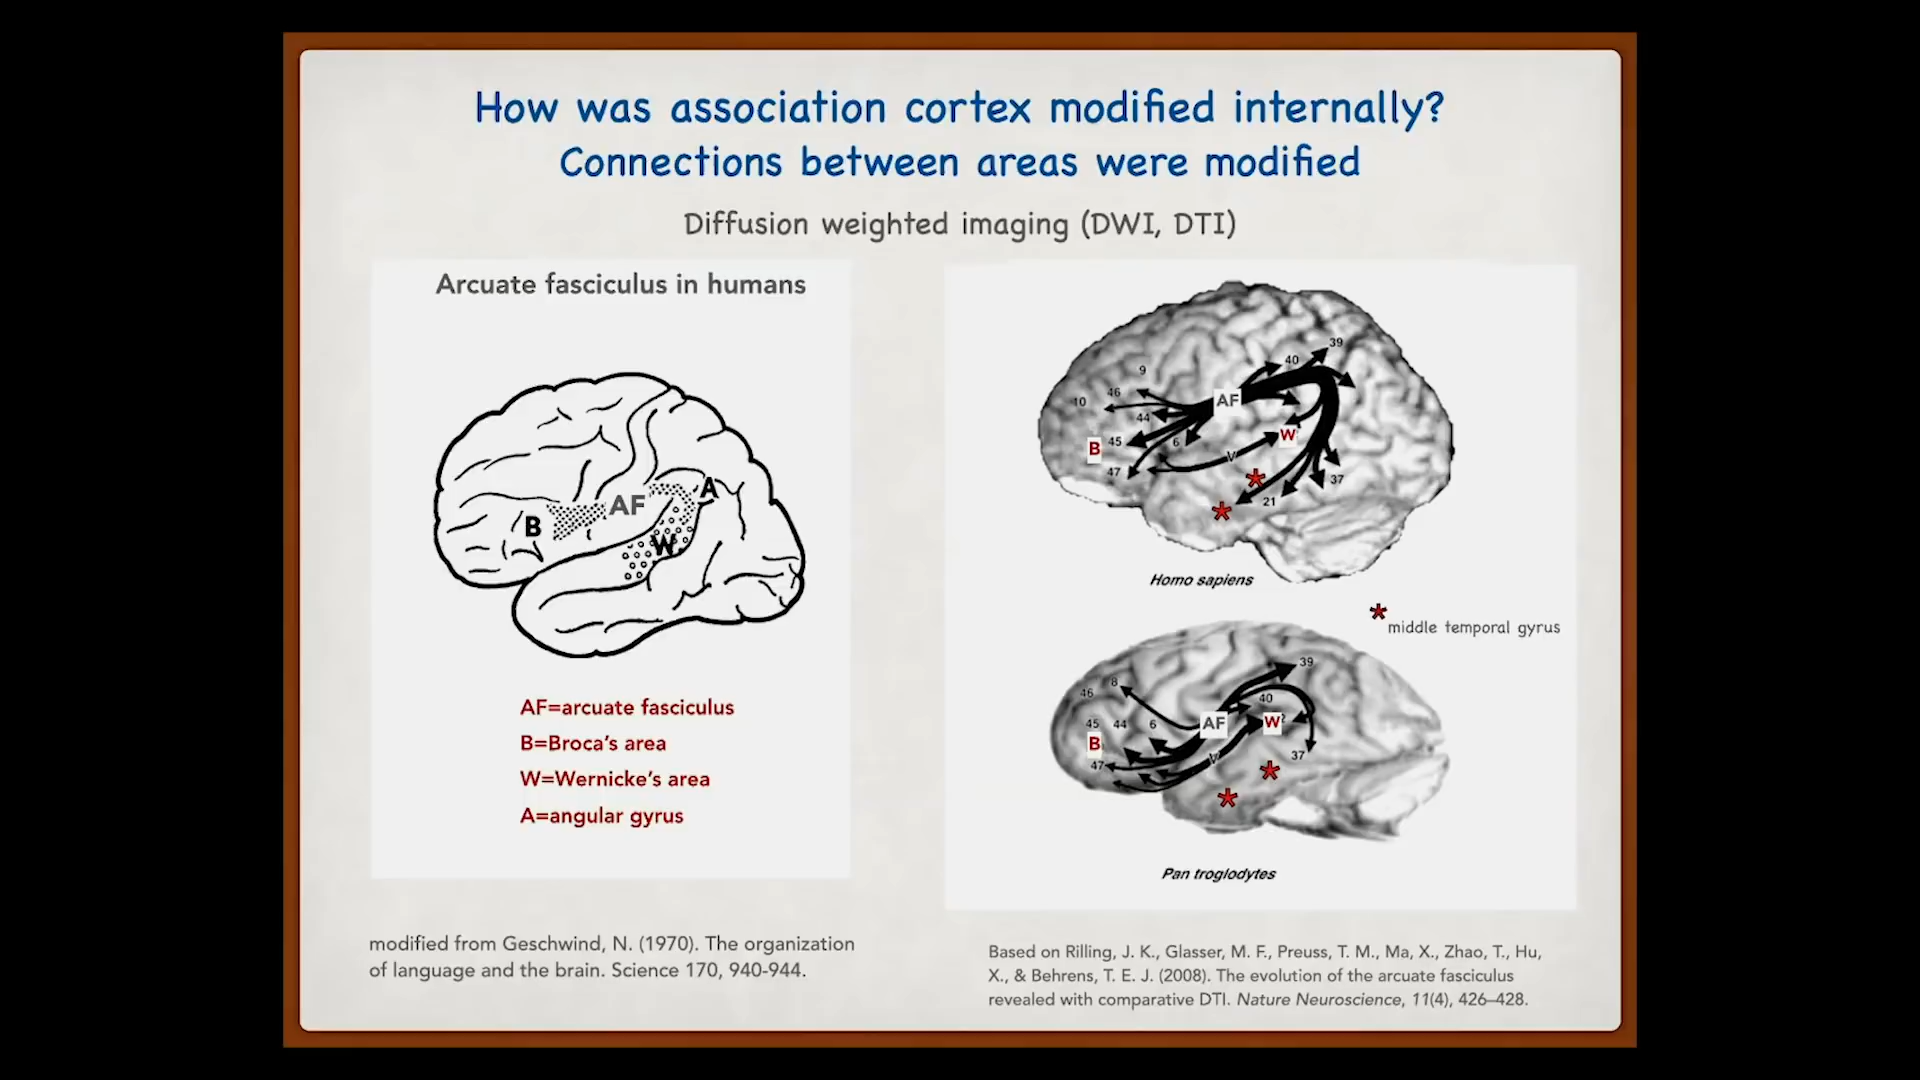 How was association cortex modified internally?
Connections between areas were modified
Diffusion weighted imaging (DWI, DTI)
Arcuate fasciculus in humans
B
AF
A
W
AF=arcuate fasciculus
B=Broca's area
W=Wernicke's area
A=angular gyrus
modified from Geschwind, N. (1970). The organization
of language and the brain. Science 170, 940-944.
39
40
9
46
10
AF
44
B
45
6
W
V
47
37
21
Homo sapiens
* middle temporal gyrus
39
8
46
40
45
44
6
AF
W?
B
V
37
47
Pan troglodytes
Based on Rilling, J. K., Glasser, M. F., Preuss, T. M., Ma, X., Zhao, T., Hu,
X., & Behrens, T. E. J. (2008). The evolution of the arcuate fasciculus
revealed with comparative DTI. Nature Neuroscience, 11(4), 426–428.